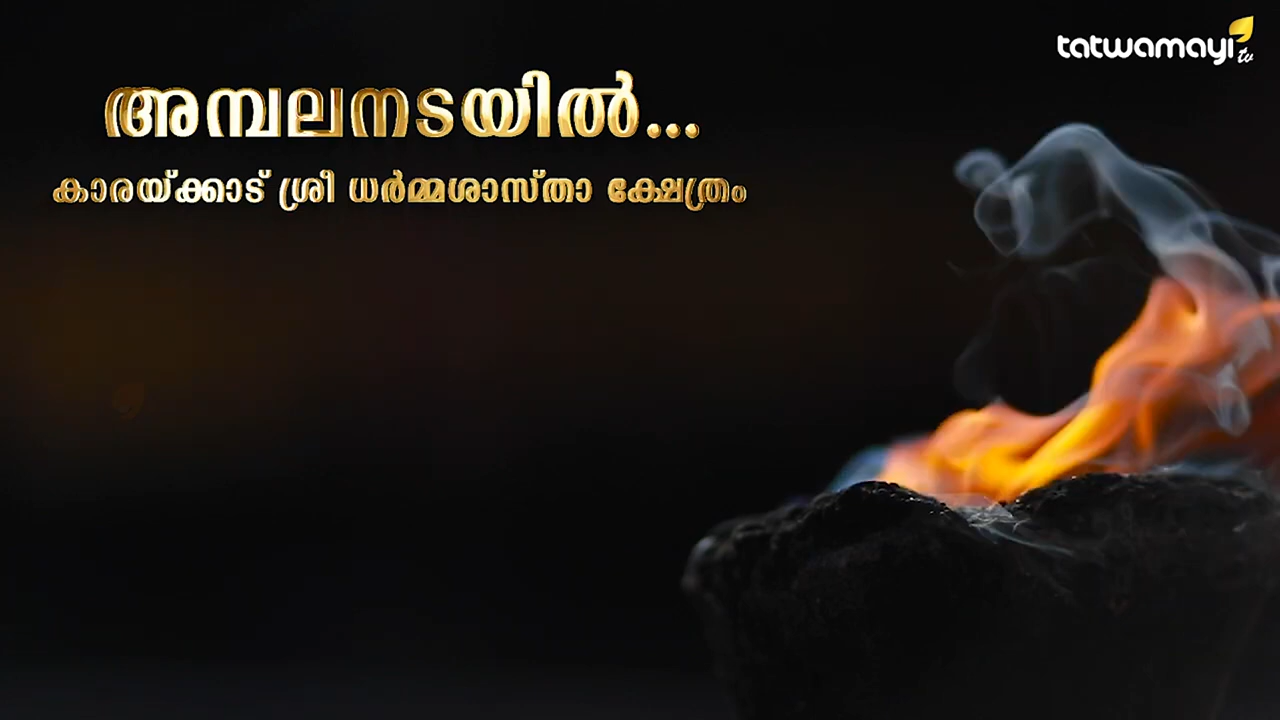 tatwamayi tv
അമ്പലനടയിൽ...
കാരയ്ക്കാട് ശ്രീ ധർമ്മശാസ്താ ക്ഷേത്രം